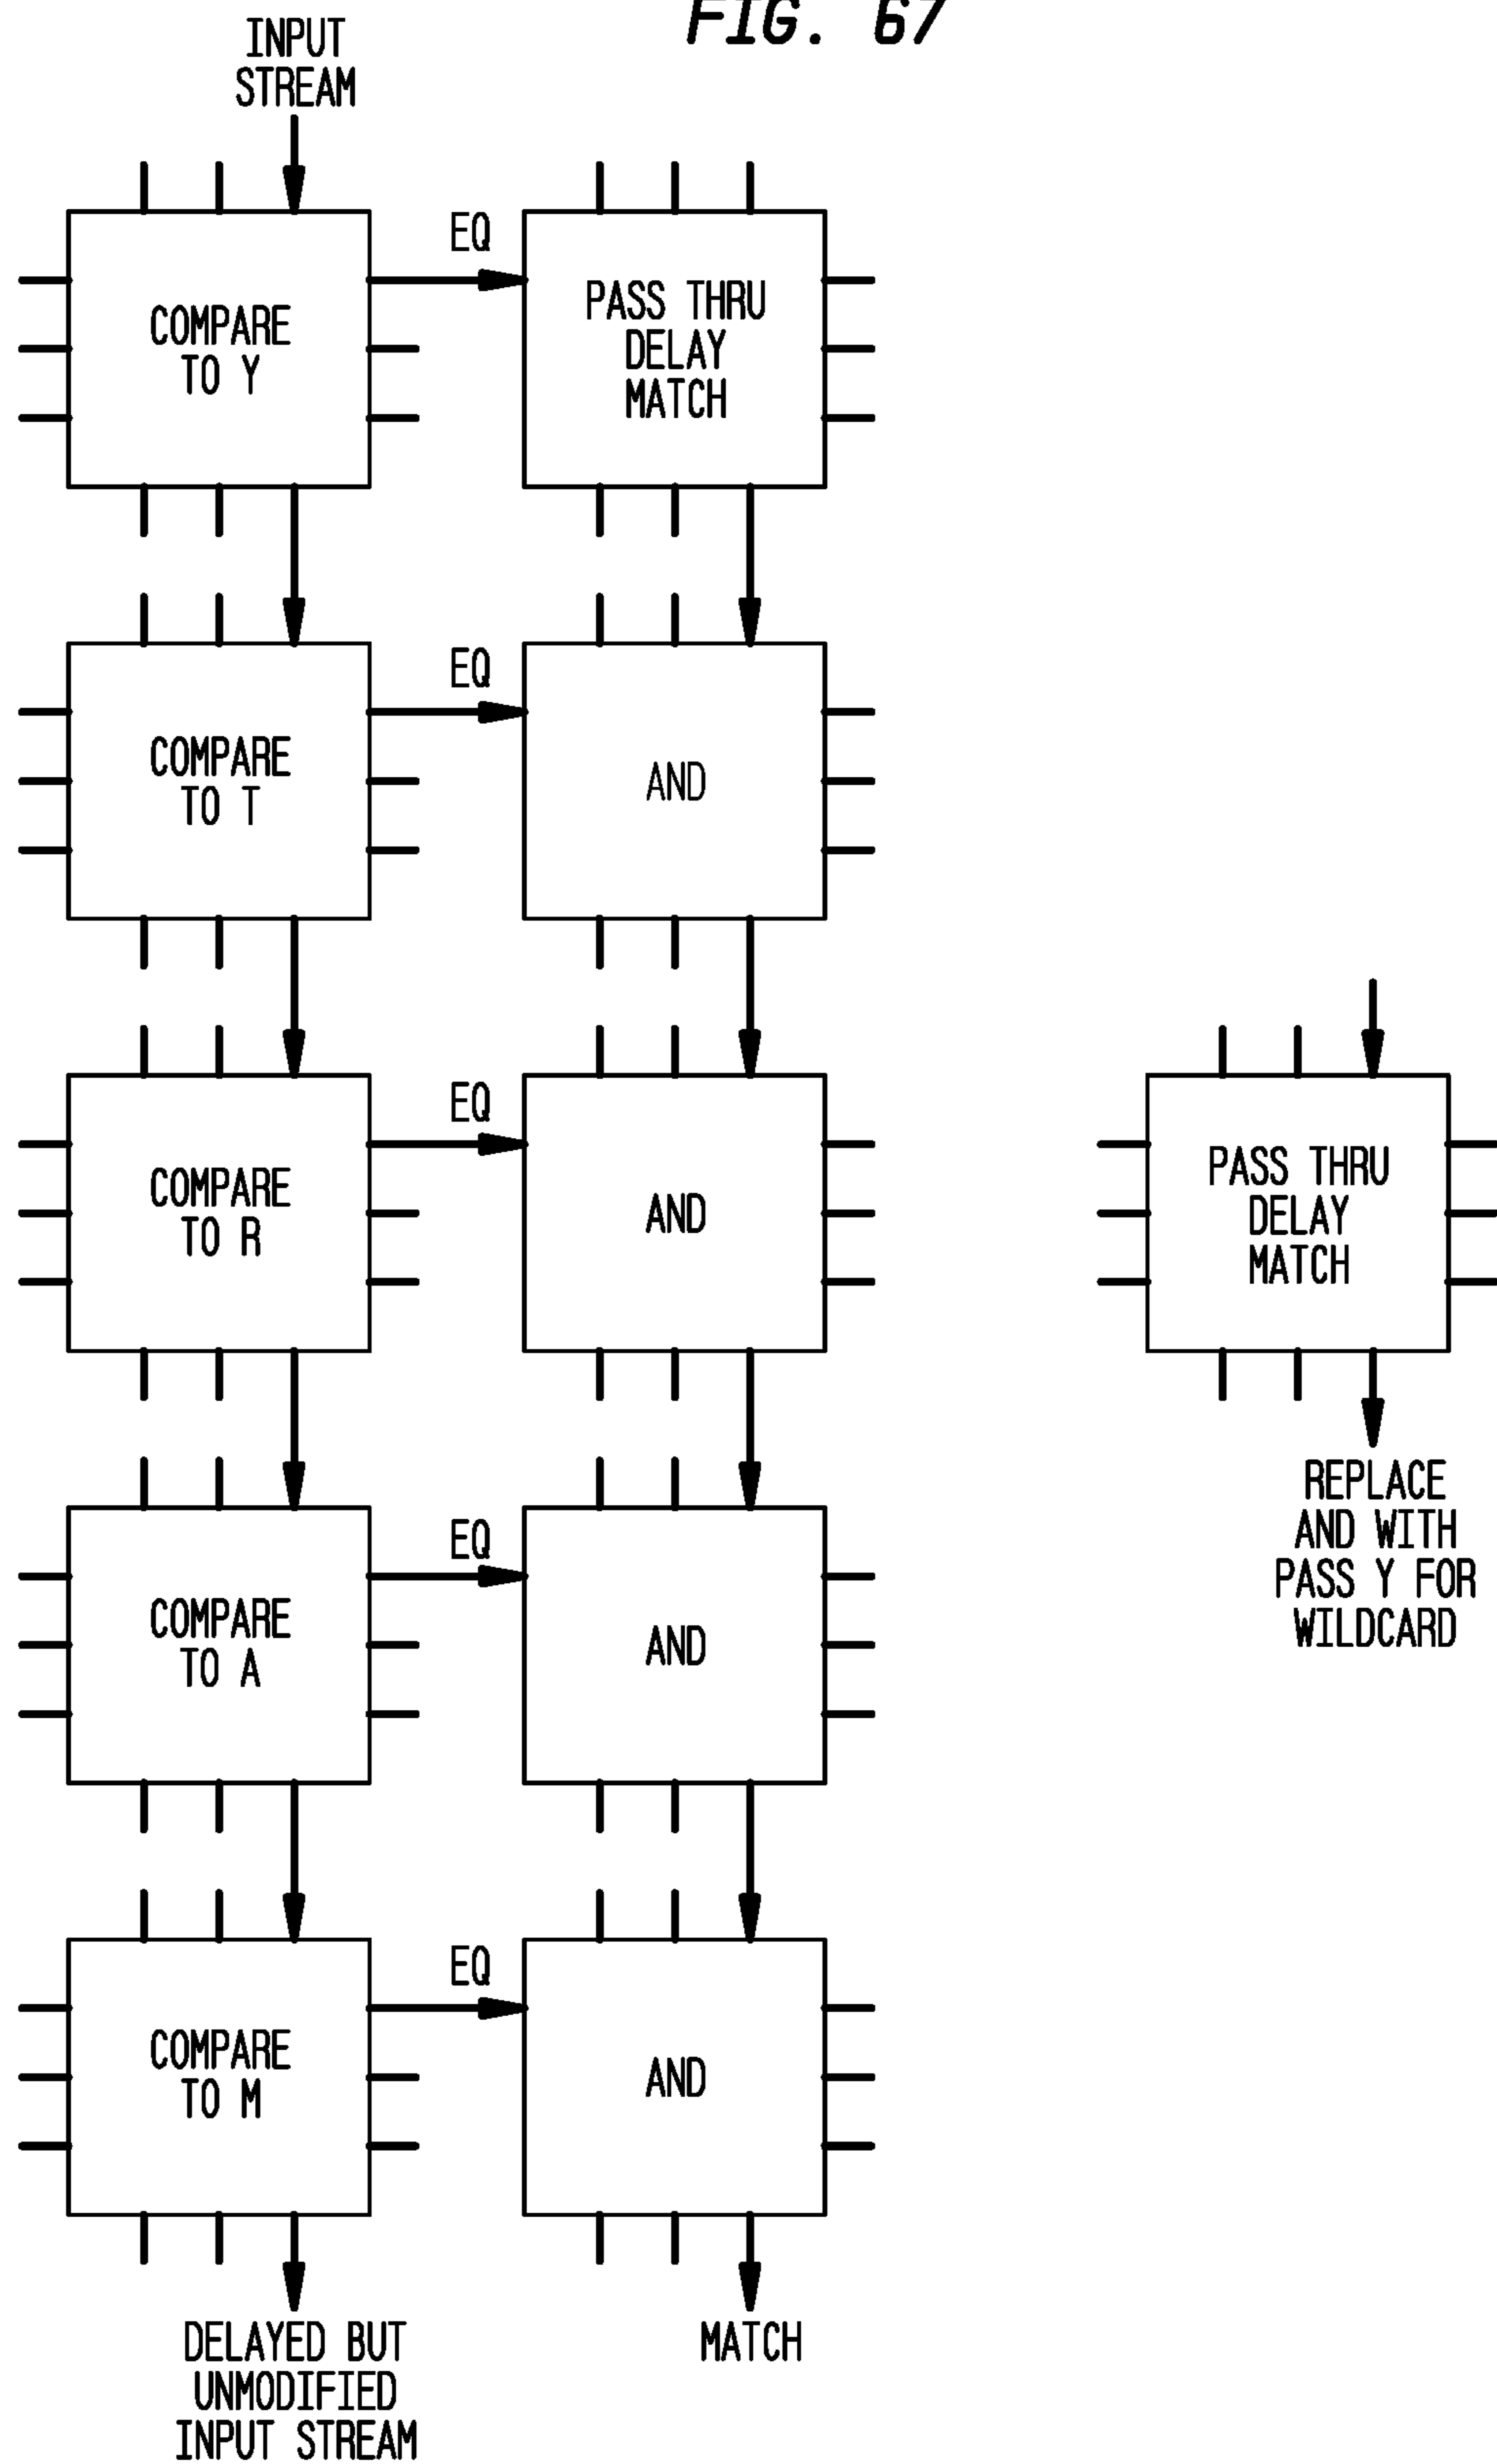 FIG. 67
INPUT
STREAM
COMPARE
TO Y
EQ
PASS THRU
DELAY
MATCH
COMPARE
TO T
EQ
AND
COMPARE
TO R
EQ
AND
PASS THRU
DELAY
MATCH
REPLACE
AND WITH
PASS Y FOR
WILDCARD
COMPARE
TO A
EQ
AND
COMPARE
TO M
EQ
AND
DELAYED BUT
UNMODIFIED
INPUT STREAM
MATCH